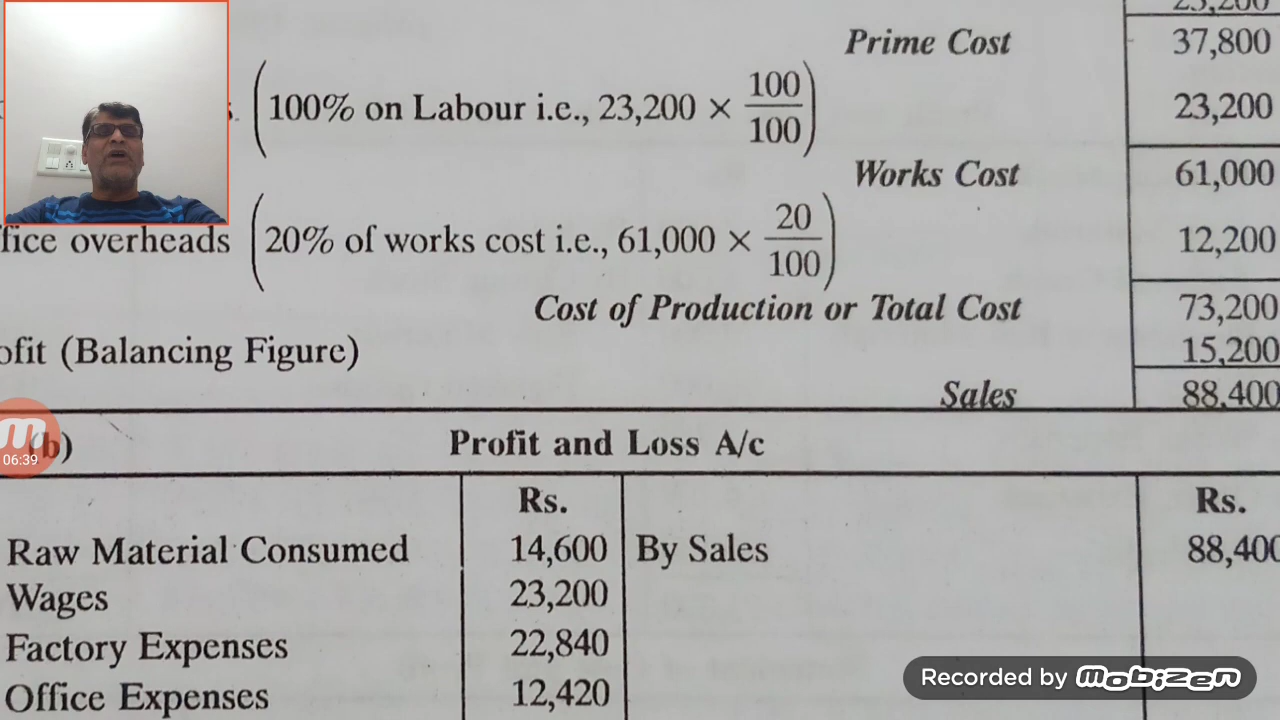 Prime Cost 37,800
(100% on Labour i.e., 23,200 × 100/100) 23,200
Works Cost 61,000
fice overheads (20% of works cost i.e., 61,000 × 20/100) 12,200
Cost of Production or Total Cost 73,200
ofit (Balancing Figure) 15,200
Sales 88,400
(b) Profit and Loss A/c
Rs. Rs.
Raw Material Consumed 14,600 By Sales 88,400
Wages 23,200
Factory Expenses 22,840
Office Expenses 12,420
06:39
Recorded by mobizen